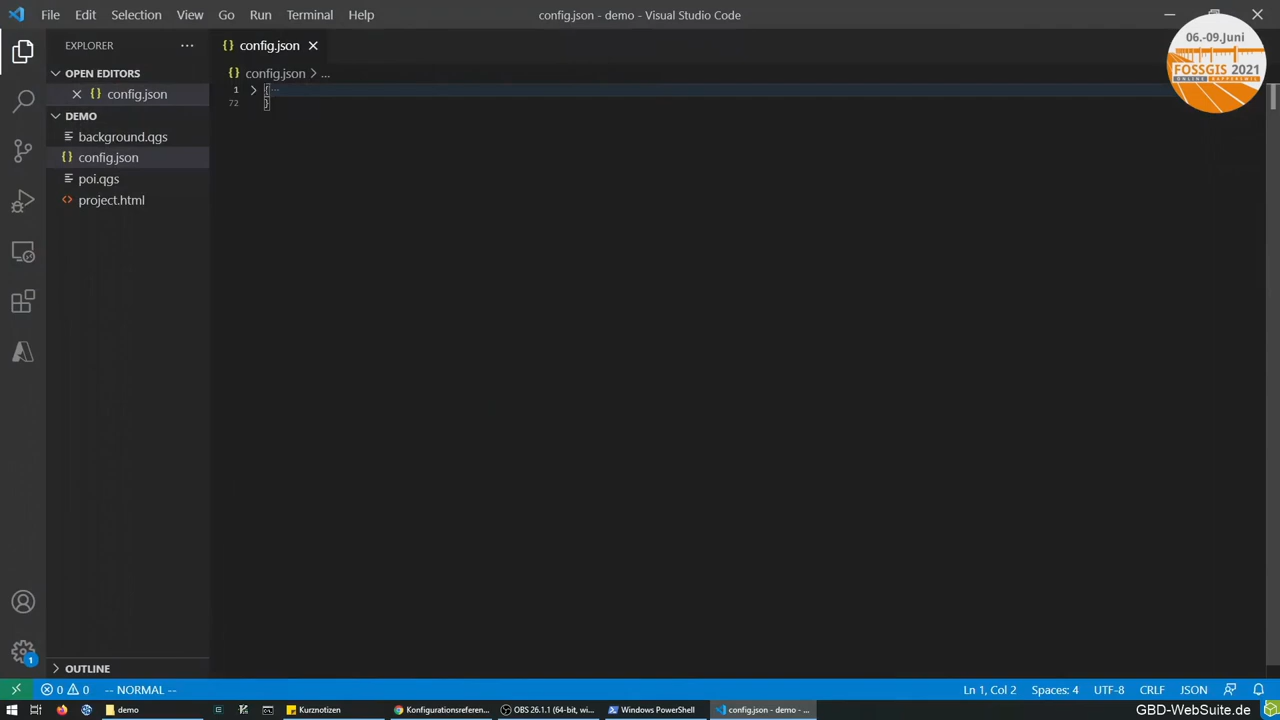 File Edit Selection View Go Run Terminal Help
config.json - demo - Visual Studio Code
06.-09.Juni
FOSSGIS 2021
ONLINE RAPPERSWIL
EXPLORER
config.json
OPEN EDITORS
config.json > ...
config.json
1 { ...
72 }
DEMO
background.qgs
config.json
poi.qgs
project.html
OUTLINE
1
0 0 -- NORMAL --
Ln 1, Col 2 Spaces: 4 UTF-8 CRLF JSON
demo
Kurznotizen
Konfigurationsreferen...
OBS 26.1.1 (64-bit, wi...
Windows PowerShell
config.json - demo - ...
GBD-WebSuite.de